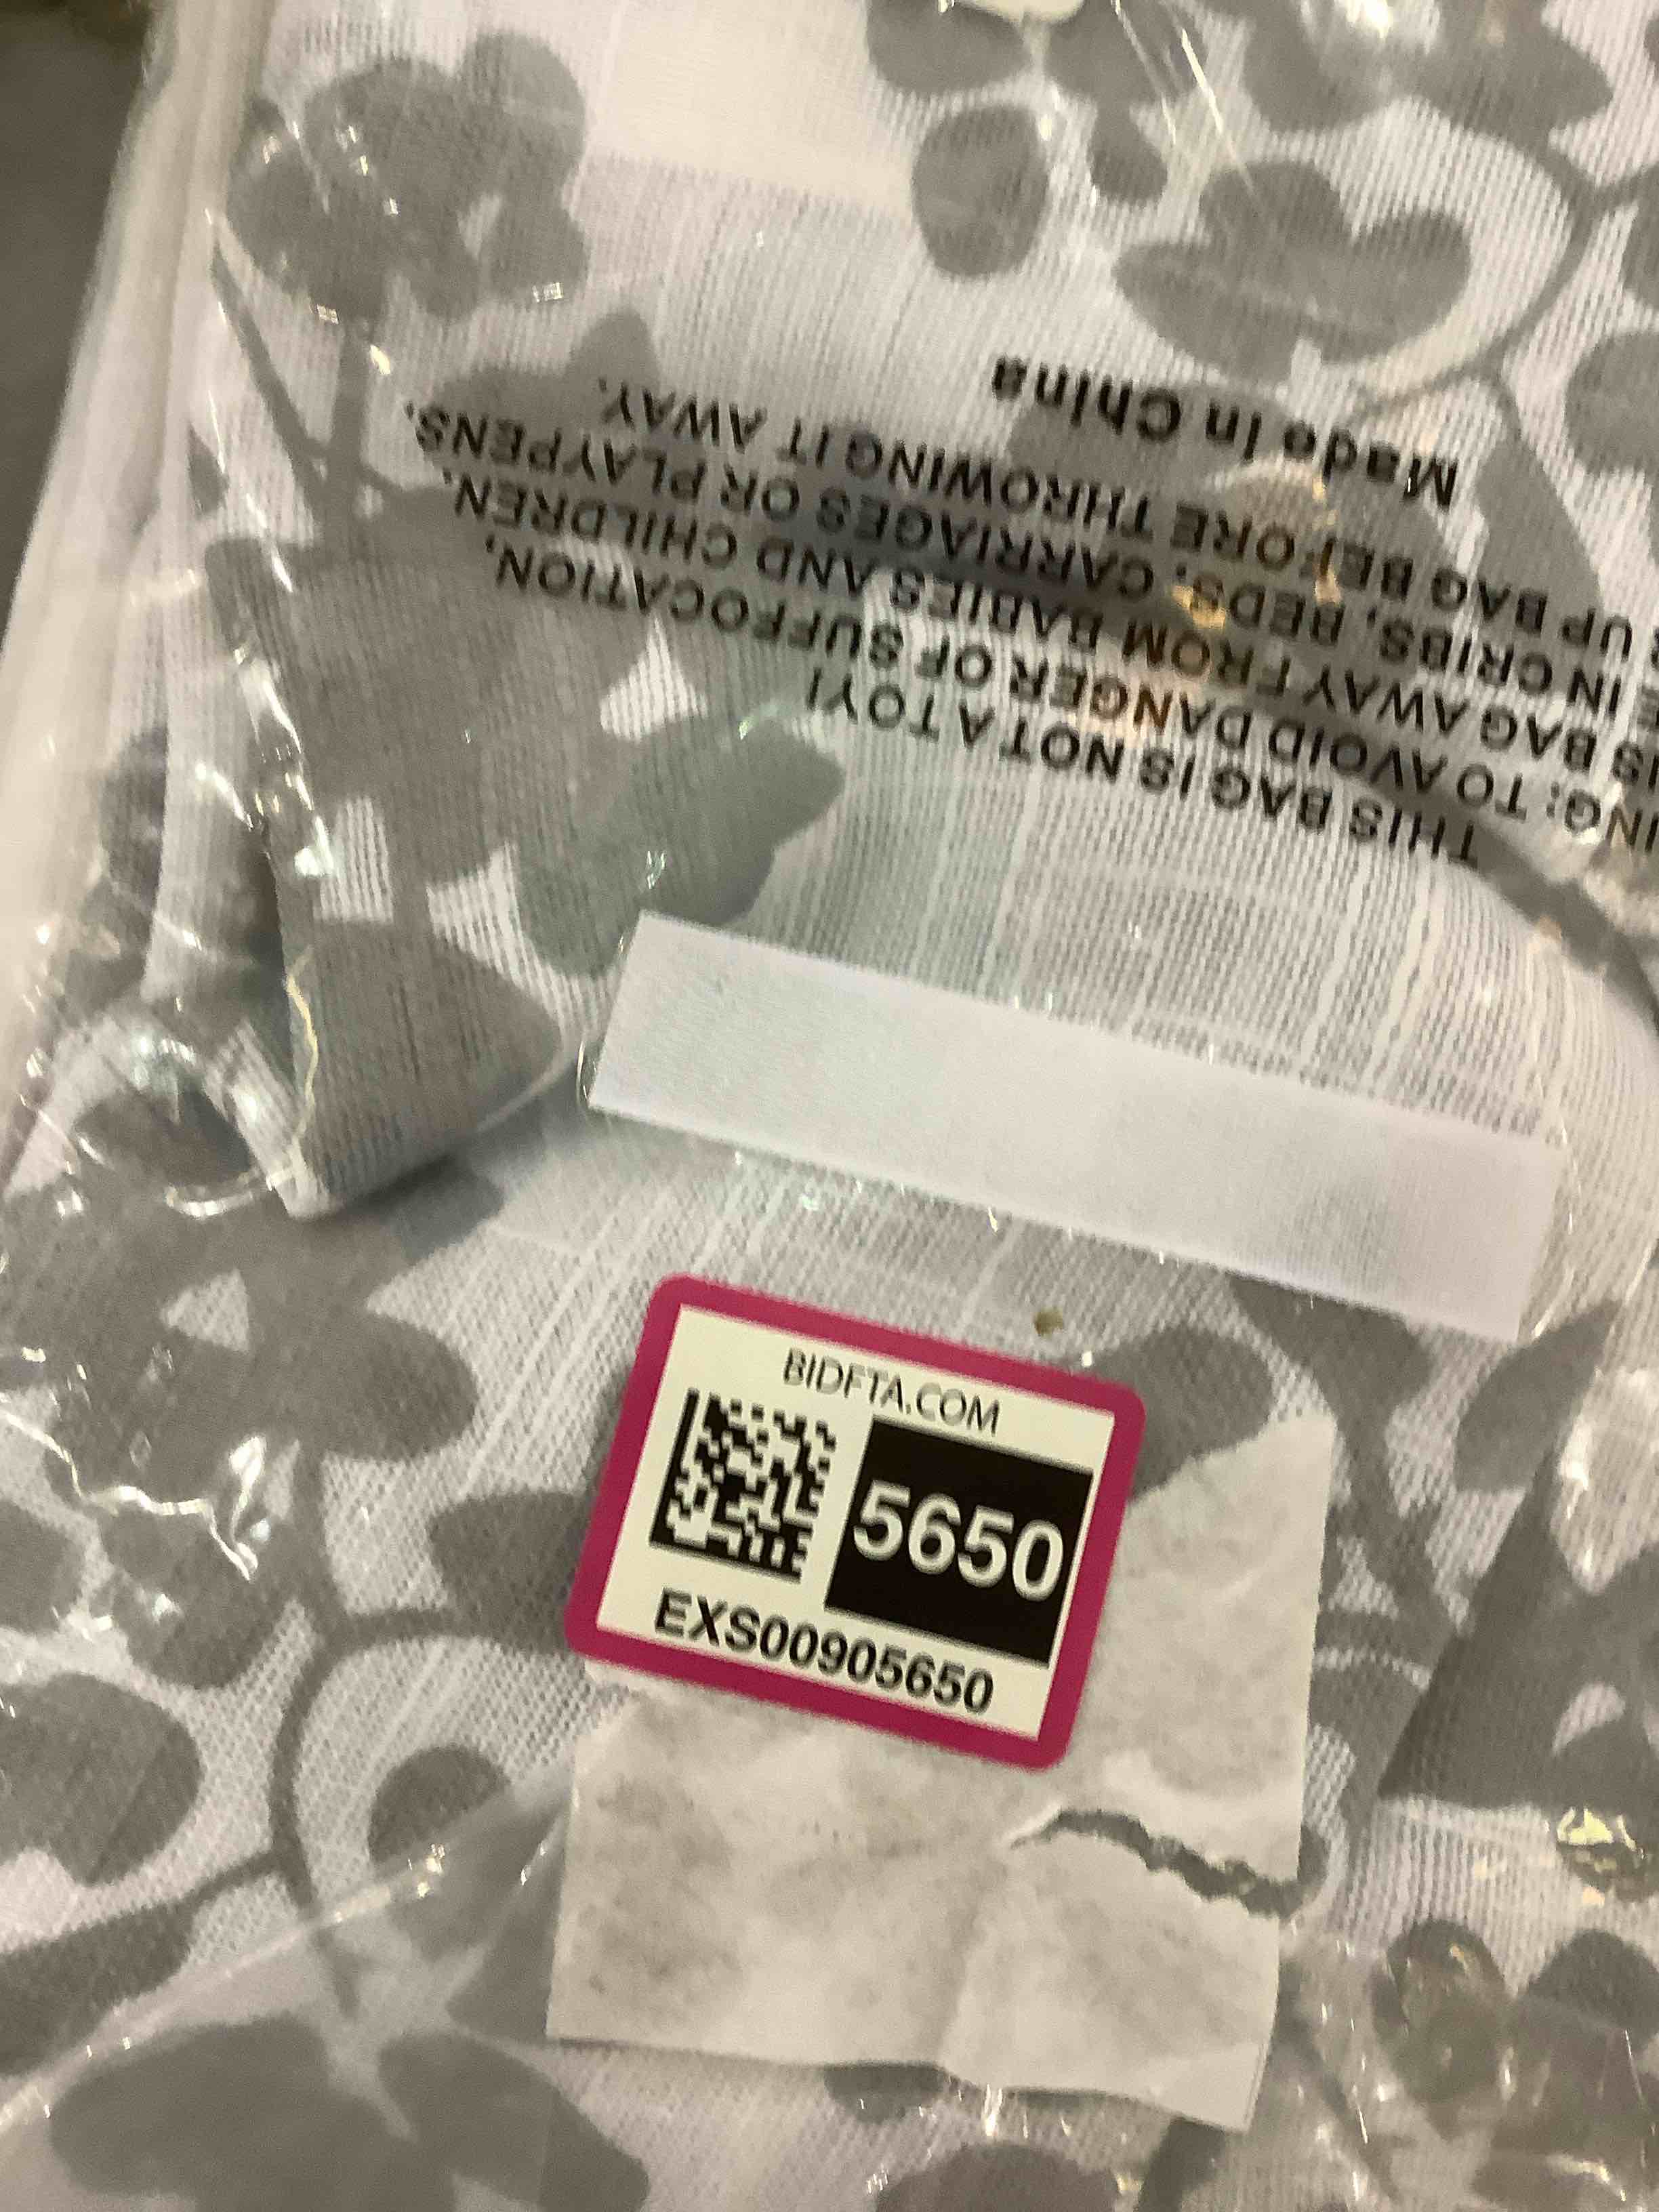 THIS BAG IS NOT A TOY!
TO AVOID DANGER OF SUFFOCATION,
BAG AWAY FROM BABIES AND CHILDREN.
IN CRIBS, BEDS, CARRIAGES OR PLAYPENS.
UP BAG BEFORE THROWING IT AWAY.
Made in China
BIDFTA.COM
5650
EXS00905650